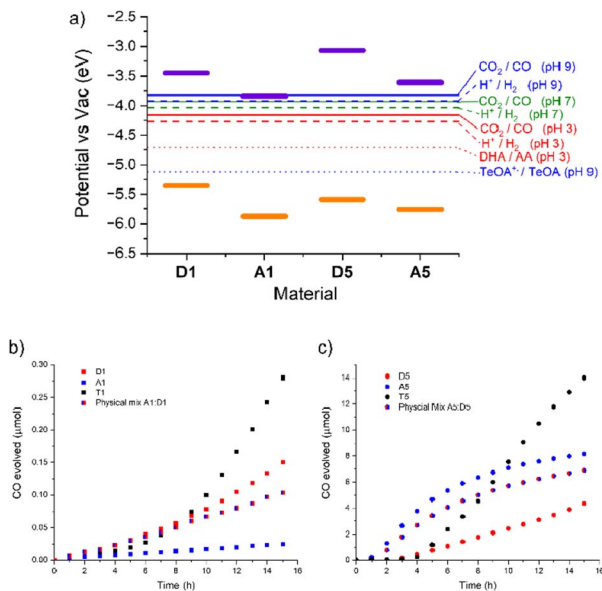 a)
Potential vs Vac (eV)
-2.5
-3.0
-3.5
-4.0
-4.5
-5.0
-5.5
-6.0
-6.5
D1 A1 D5 A5
Material
CO₂ / CO (pH 9)
H⁺ / H₂ (pH 9)
CO₂ / CO (pH 7)
H⁺ / H₂ (pH 7)
CO₂ / CO (pH 3)
H⁺ / H₂ (pH 3)
DHA / AA (pH 3)
TeOA⁺· / TeOA (pH 9)
b)
CO evolved (μmol)
0.30
0.25
0.20
0.15
0.10
0.05
0.00
D1
A1
T1
Physical mix A1:D1
0 2 4 6 8 10 12 14 16
Time (h)
c)
CO evolved (μmol)
14
12
10
8
6
4
2
0
D5
A5
T5
Physcial Mix A5:D5
0 2 4 6 8 10 12 14 16
Time (h)